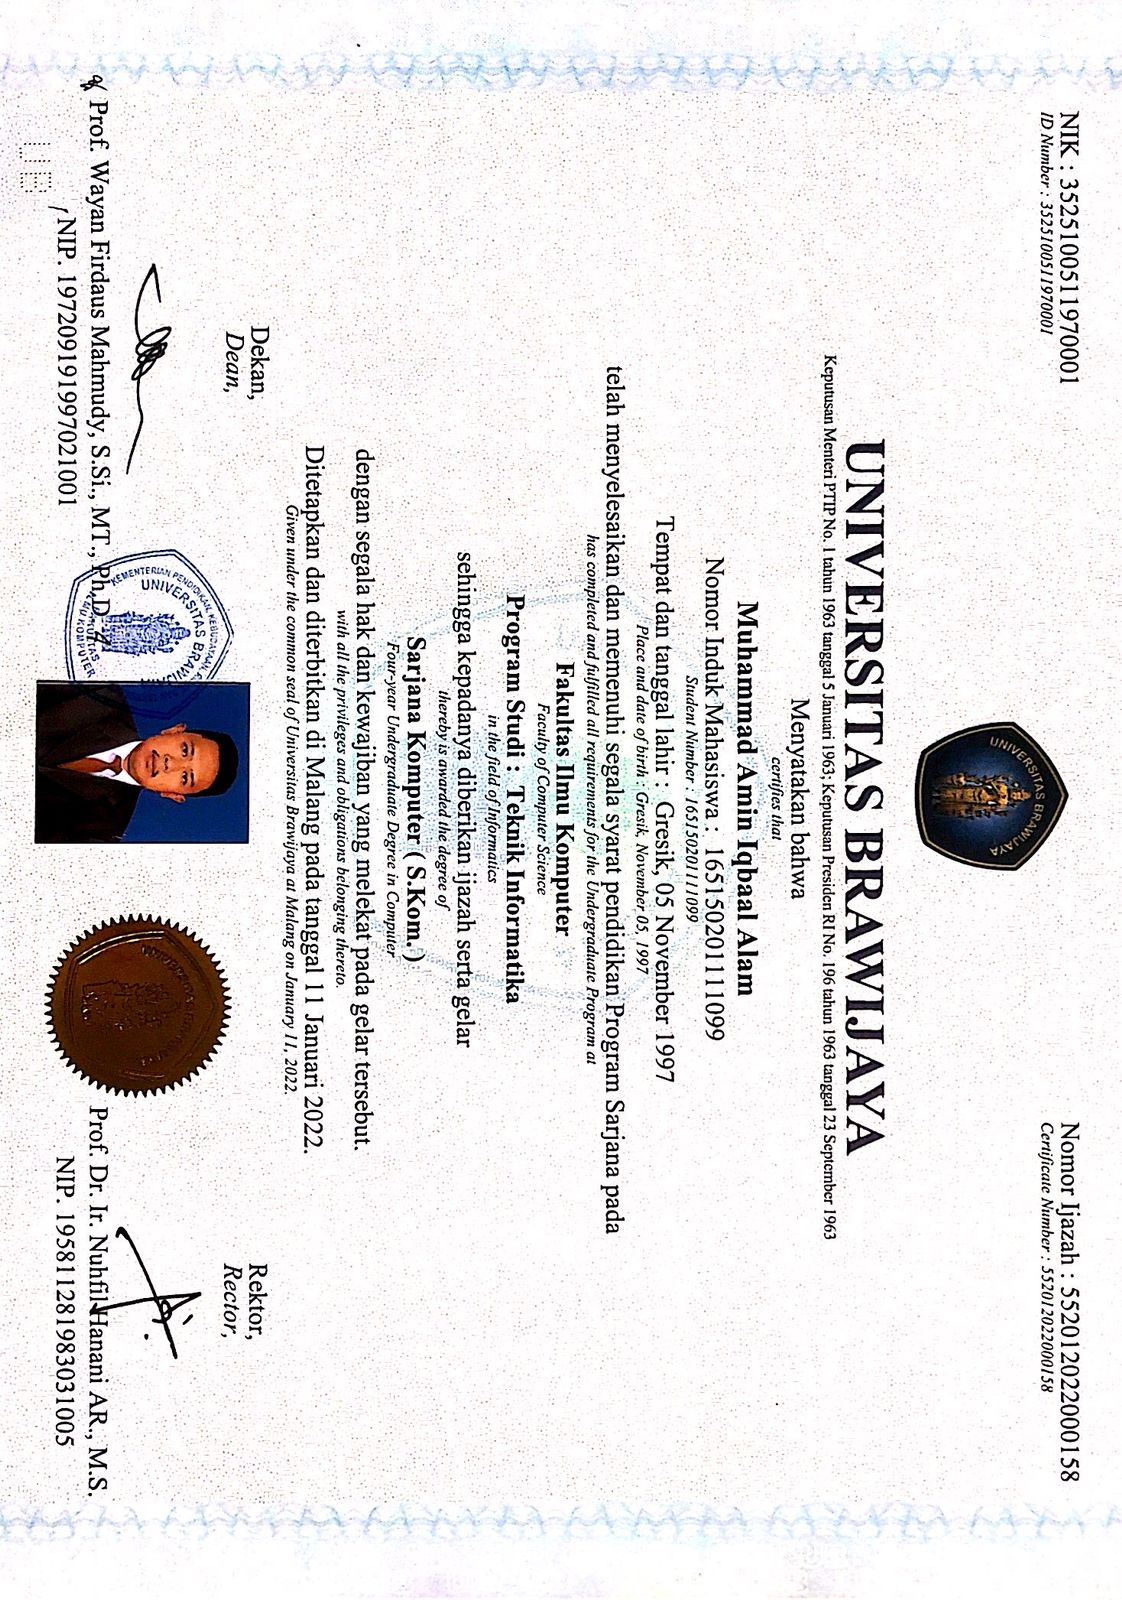 NIK : 3525100511970001
ID Number : 3525100511970001
Nomor Ijazah : 552012022000158
Certificate Number : 552012022000158
UNIVERSITAS BRAWIJAYA
UNIVERSITAS BRAWIJAYA
Keputusan Menteri PTIP No. 1 tahun 1963 tanggal 5 Januari 1963; Keputusan Presiden RI No. 196 tahun 1963 tanggal 23 September 1963
Menyatakan bahwa
certifies that
Muhammad Amin Iqbaal Alam
Nomor Induk Mahasiswa : 165150201111099
Student Number : 165150201111099
Tempat dan tanggal lahir : Gresik, 05 November 1997
Place and date of birth : Gresik, November 05, 1997
telah menyelesaikan dan memenuhi segala syarat pendidikan Program Sarjana pada
has completed and fulfilled all requirements for the Undergraduate Program at
Fakultas Ilmu Komputer
Faculty of Computer Science
Program Studi : Teknik Informatika
in the field of Informatics
sehingga kepadanya diberikan ijazah serta gelar
thereby is awarded the degree of
Sarjana Komputer ( S.Kom. )
Four-year Undergraduate Degree in Computer
dengan segala hak dan kewajiban yang melekat pada gelar tersebut.
with all the privileges and obligations belonging thereto.
Ditetapkan dan diterbitkan di Malang pada tanggal 11 Januari 2022.
Given under the common seal of Universitas Brawijaya at Malang on January 11, 2022.
Dekan,
Dean,
Prof. Wayan Firdaus Mahmudy, S.Si., MT., Ph.D.
NIP. 197209191997021001
UB
KEMENTERIAN PENDIDIKAN, KEBUDAYAAN,
UNIVERSITAS BRAWIJAYA
FAKULTAS
ILMU KOMPUTER
UNIVERSITAS BRAWIJAYA
Rektor,
Rector,
Prof. Dr. Ir. Nuhfil Hanani AR., M.S.
NIP. 195811281983031005